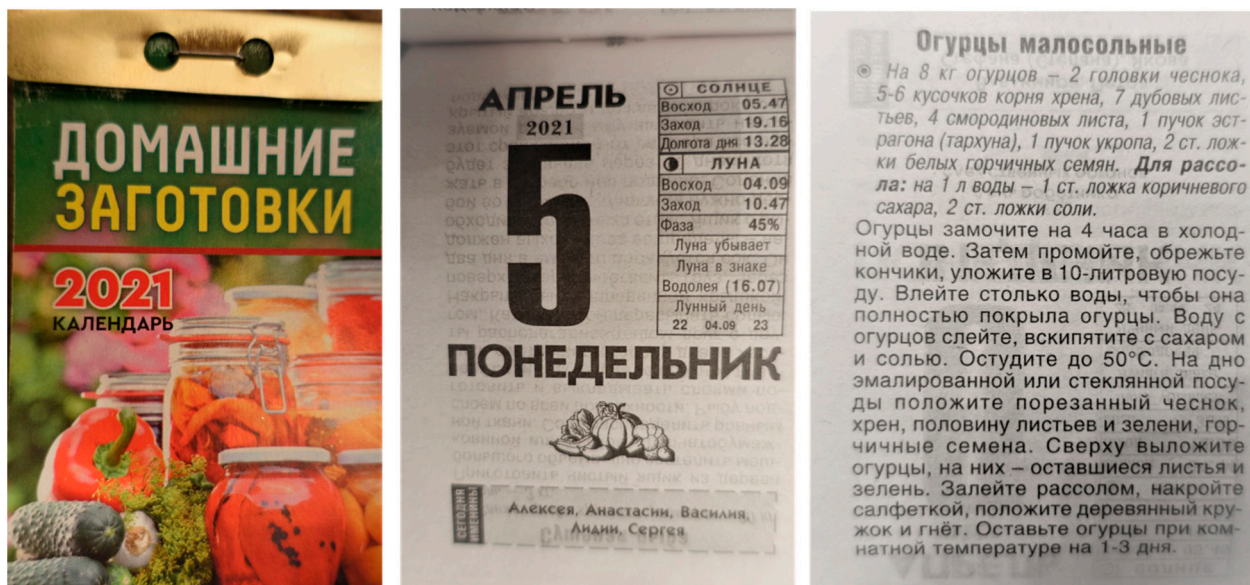 ДОМАШНИЕ
ЗАГОТОВКИ
2021
КАЛЕНДАРЬ
АПРЕЛЬ
2021
5
ПОНЕДЕЛЬНИК
СОЛНЦЕ
Восход 05.47
Заход 19.16
Долгота дня 13.28
ЛУНА
Восход 04.09
Заход 10.47
Фаза 45%
Луна убывает
Луна в знаке
Водолея (16.07)
Лунный день
22 04.09 23
СЕГОДНЯ
ИМЕНИНЫ
Алексея, Анастасии, Василия,
Лидии, Сергея
Огурцы малосольные
На 8 кг огурцов – 2 головки чеснока,
5-6 кусочков корня хрена, 7 дубовых лис-
тьев, 4 смородиновых листа, 1 пучок эст-
рагона (тархуна), 1 пучок укропа, 2 ст. лож-
ки белых горчичных семян. Для рассо-
ла: на 1 л воды – 1 ст. ложка коричневого
сахара, 2 ст. ложки соли.
Огурцы замочите на 4 часа в холод-
ной воде. Затем промойте, обрежьте
кончики, уложите в 10-литровую посу-
ду. Влейте столько воды, чтобы она
полностью покрыла огурцы. Воду с
огурцов слейте, вскипятите с сахаром
и солью. Остудите до 50°С. На дно
эмалированной или стеклянной посу-
ды положите порезанный чеснок,
хрен, половину листьев и зелени, гор-
чичные семена. Сверху выложите
огурцы, на них – оставшиеся листья и
зелень. Залейте рассолом, накройте
салфеткой, положите деревянный кру-
жок и гнёт. Оставьте огурцы при ком-
натной температуре на 1-3 дня.